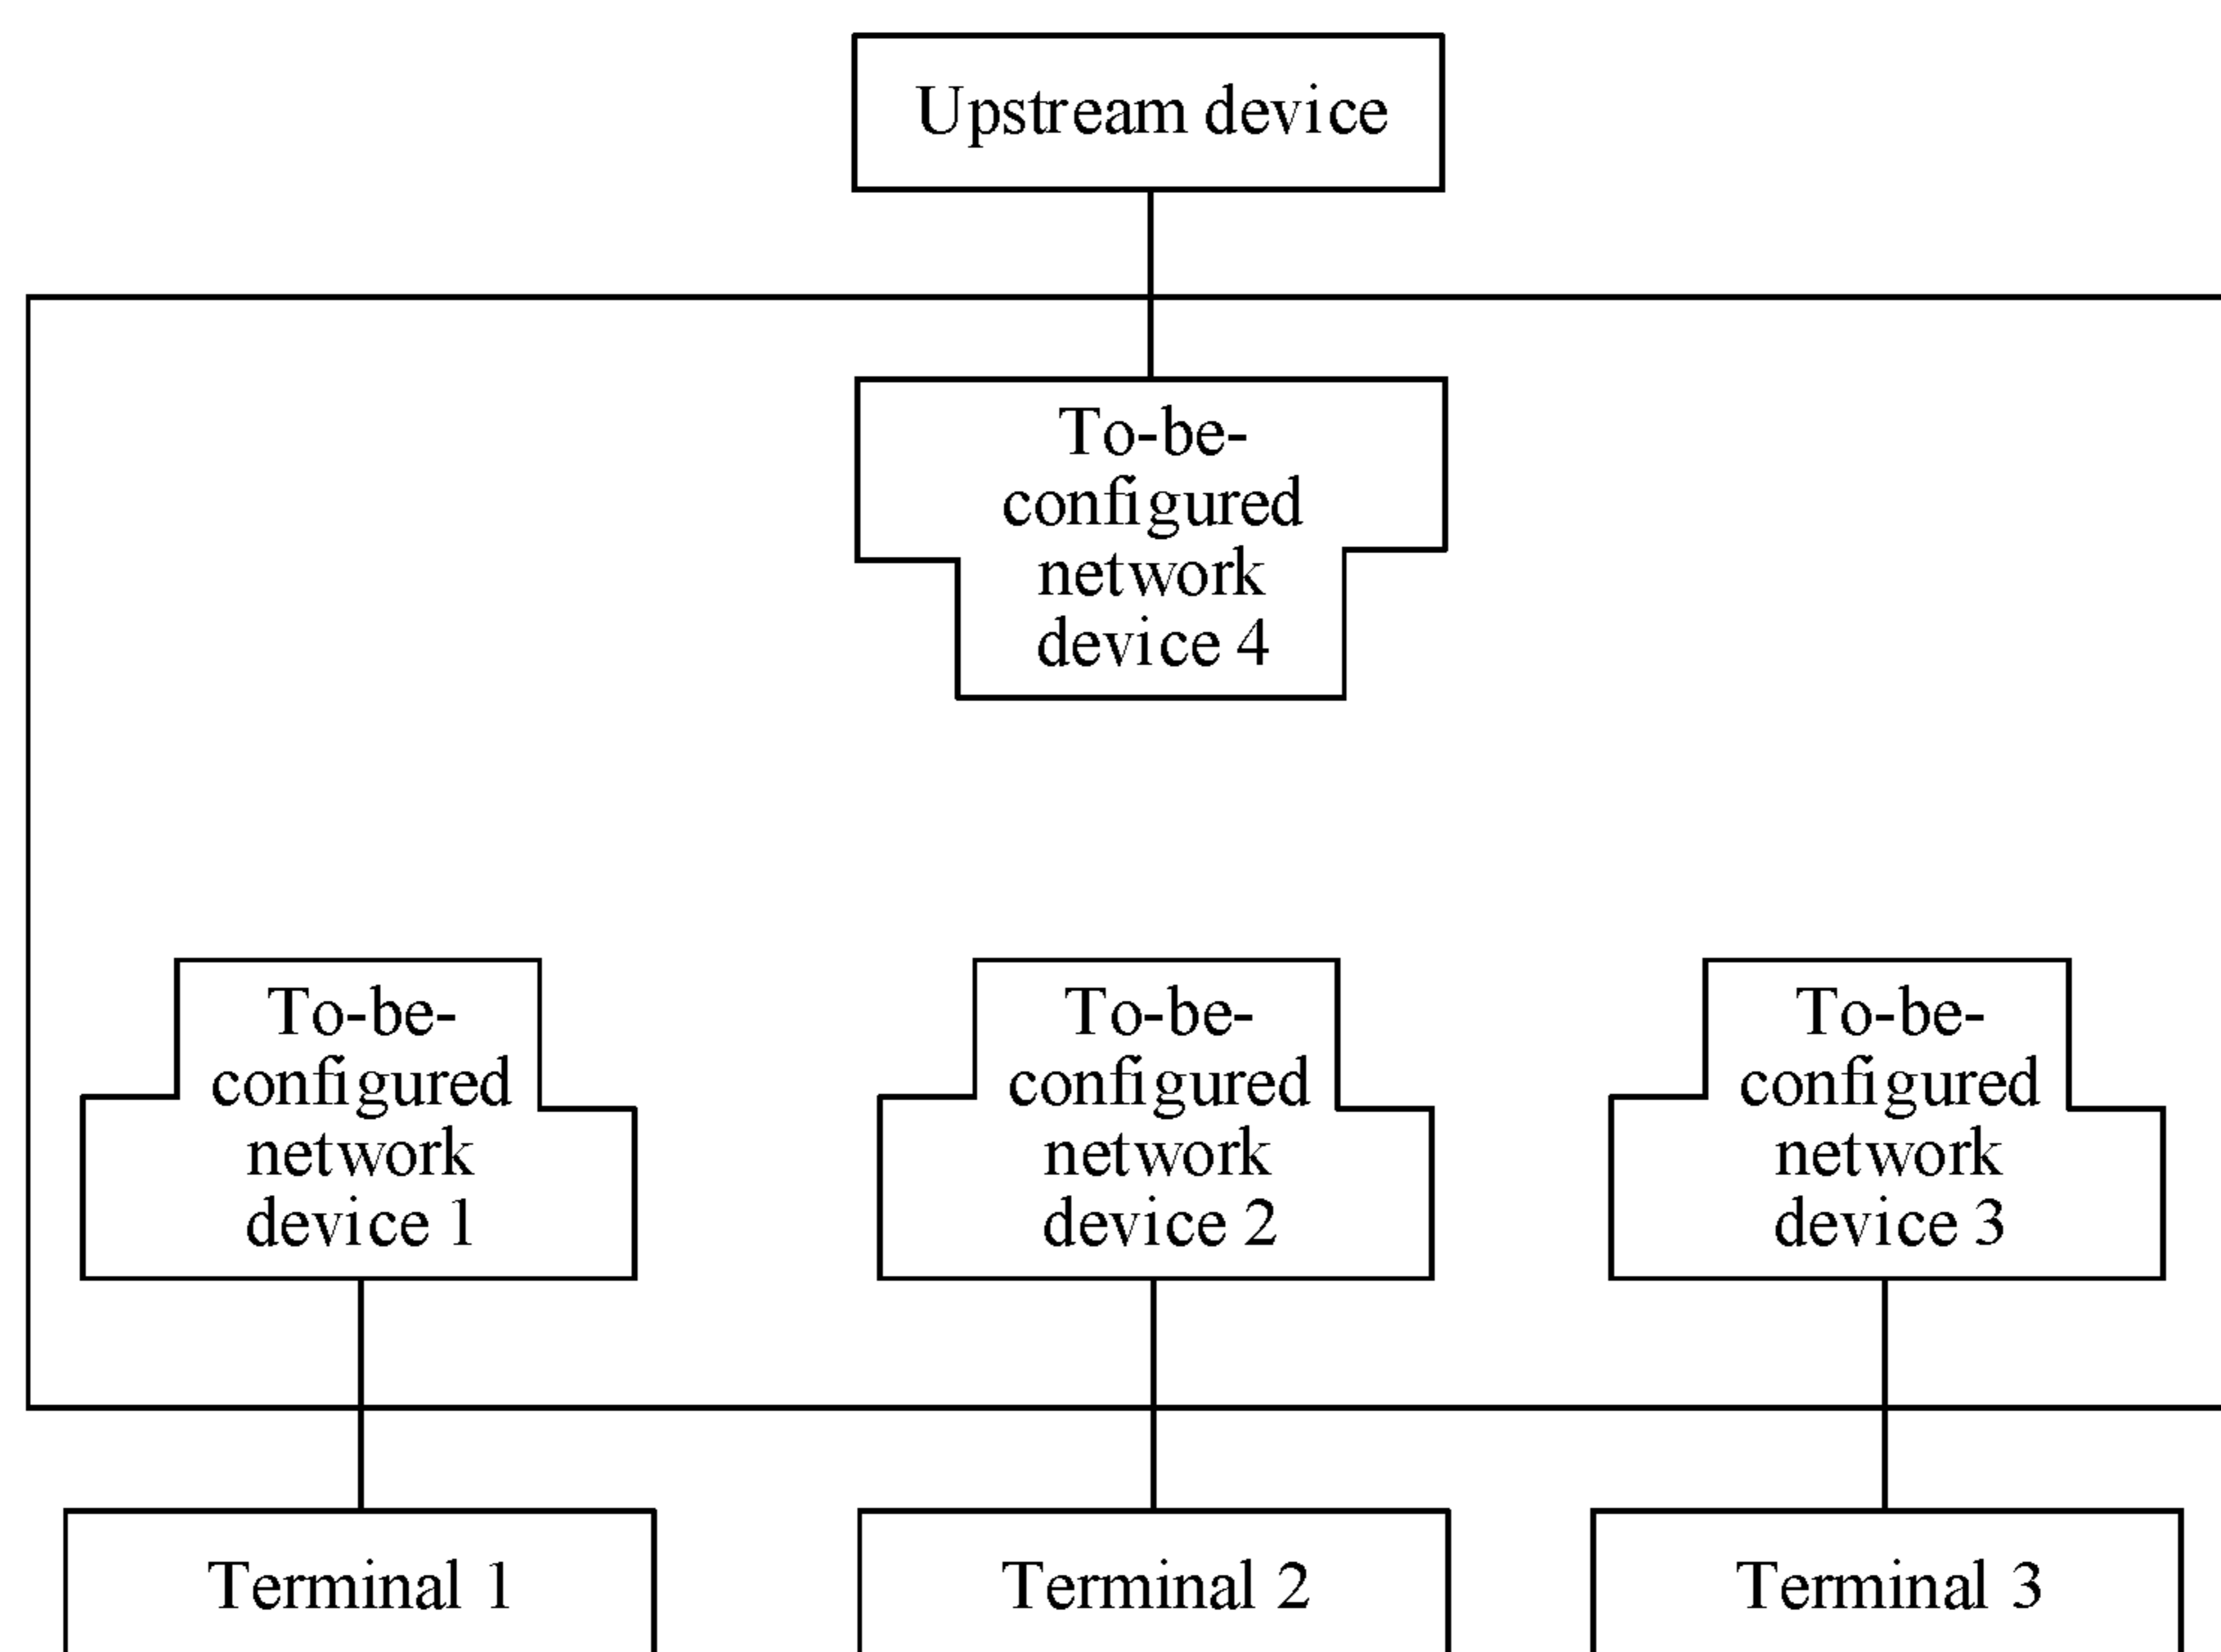 Upstream device
To-be-
configured
network
device 4
To-be-
configured
network
device 1
To-be-
configured
network
device 2
To-be-
configured
network
device 3
Terminal 1
Terminal 2
Terminal 3